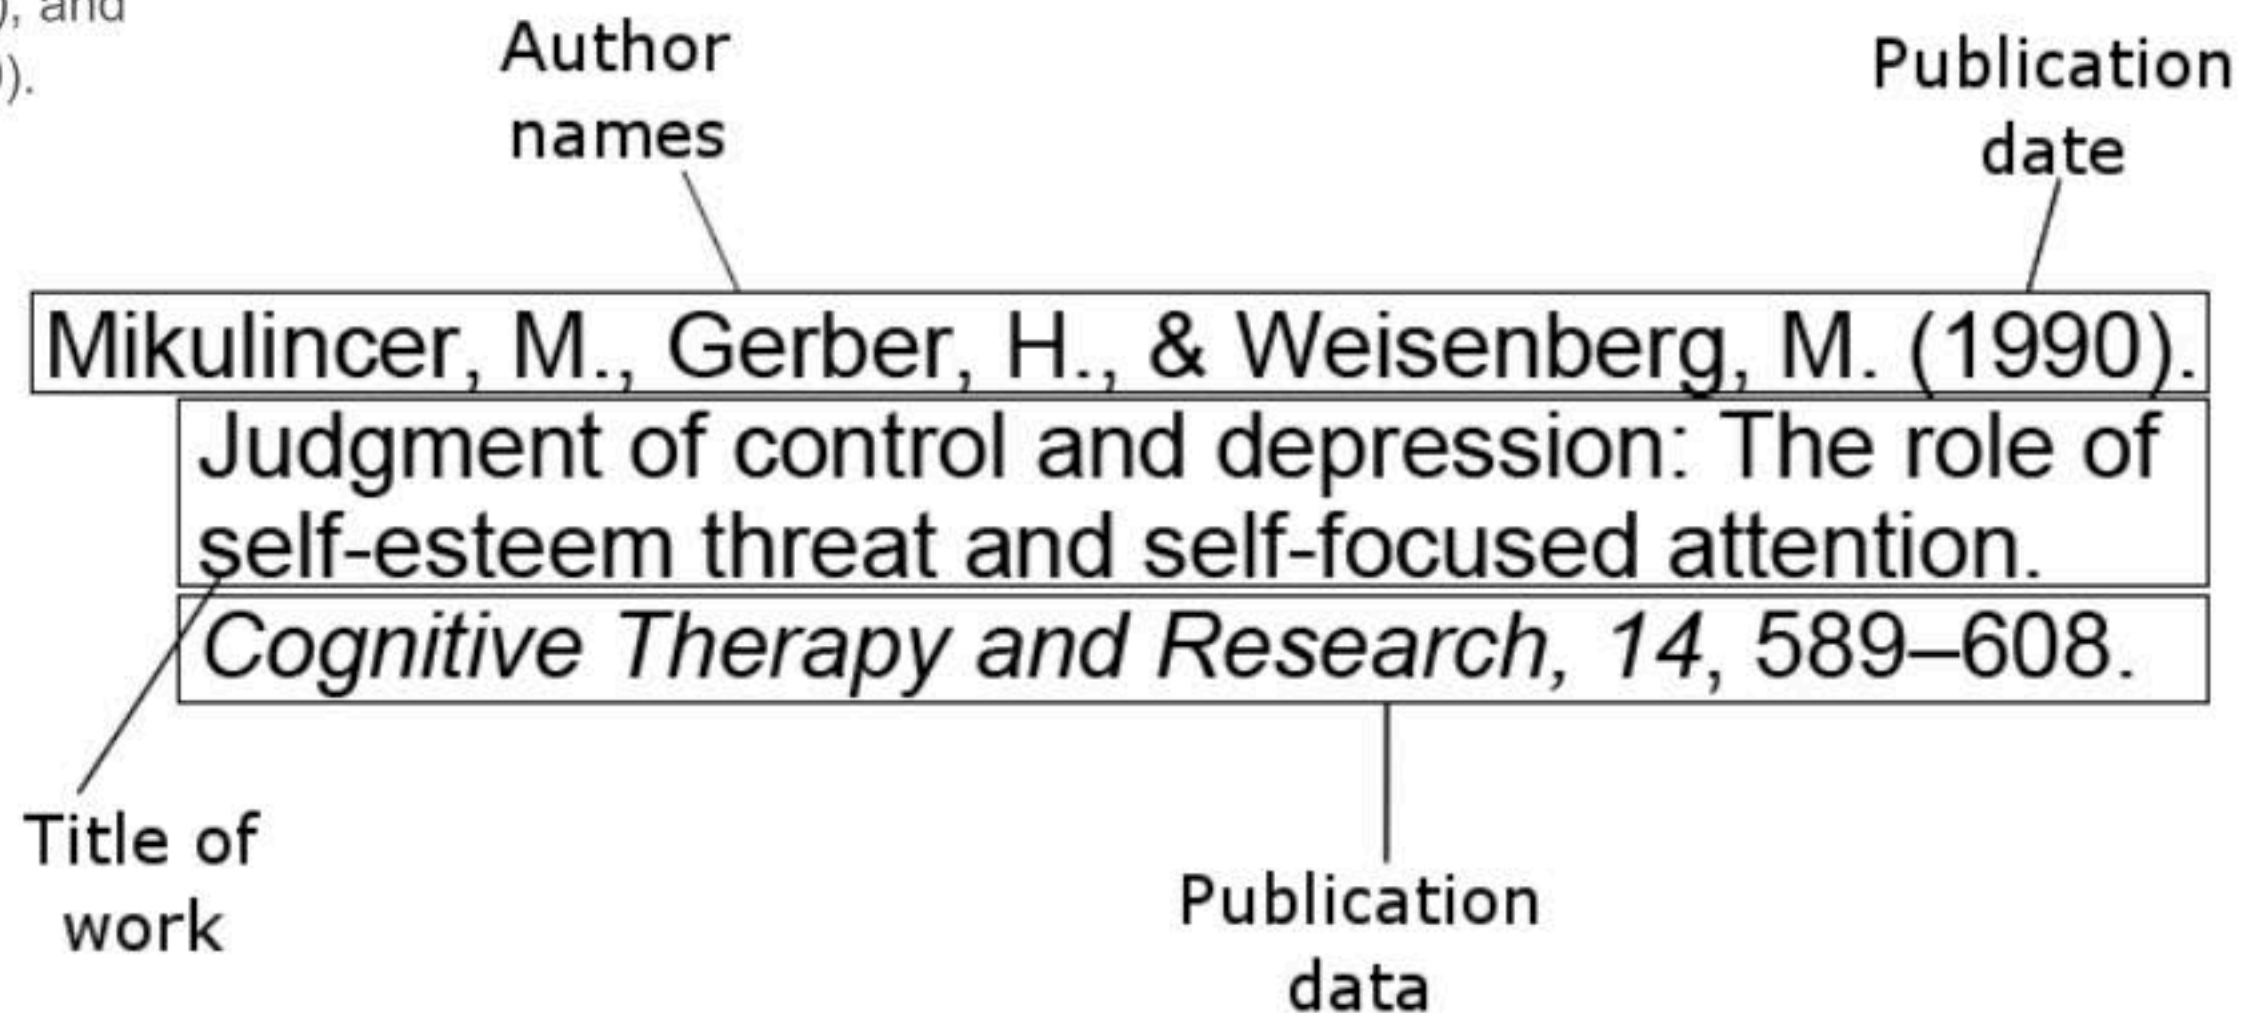 ), and
).
Author
names
Publication
date
Mikulincer, M., Gerber, H., & Weisenberg, M. (1990).
Judgment of control and depression: The role of
self-esteem threat and self-focused attention.
Cognitive Therapy and Research, 14, 589–608.
Title of
work
Publication
data